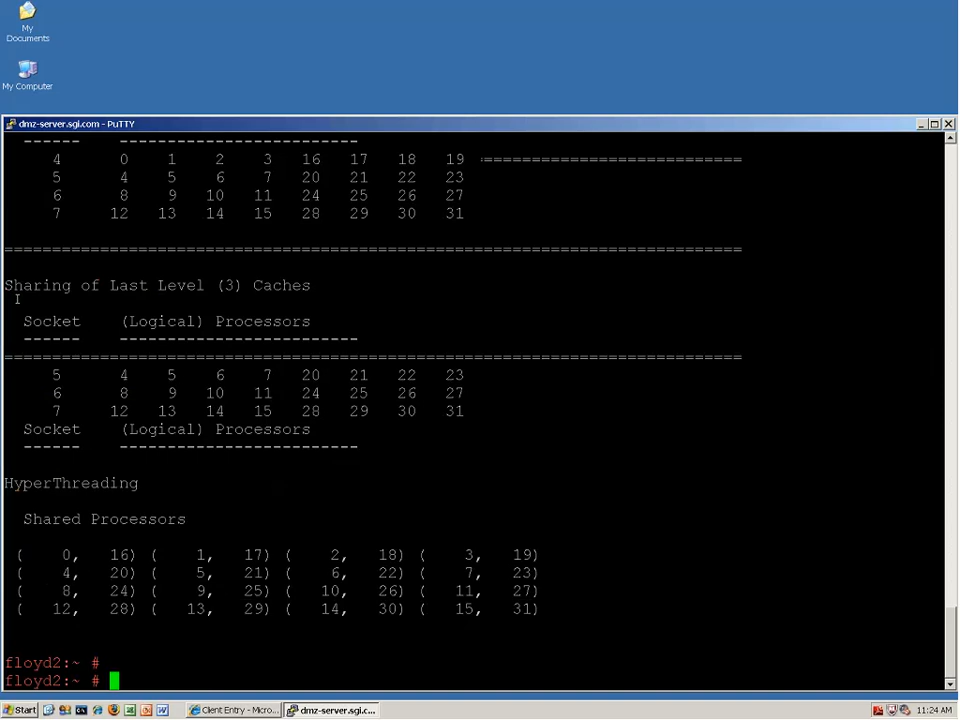 My
Documents
My Computer
dmz-server.sgi.com - PuTTY
------ -------------------------
4 0 1 2 3 16 17 18 19 ============================
5 4 5 6 7 20 21 22 23
6 8 9 10 11 24 25 26 27
7 12 13 14 15 28 29 30 31
==============================================================================
Sharing of Last Level (3) Caches
Socket (Logical) Processors
------ -------------------------
==============================================================================
5 4 5 6 7 20 21 22 23
6 8 9 10 11 24 25 26 27
7 12 13 14 15 28 29 30 31
Socket (Logical) Processors
------ -------------------------
HyperThreading
Shared Processors
( 0, 16) ( 1, 17) ( 2, 18) ( 3, 19)
( 4, 20) ( 5, 21) ( 6, 22) ( 7, 23)
( 8, 24) ( 9, 25) ( 10, 26) ( 11, 27)
( 12, 28) ( 13, 29) ( 14, 30) ( 15, 31)
floyd2:~ #
floyd2:~ #
Start Client Entry - Micro... dmz-server.sgi.c... 11:24 AM